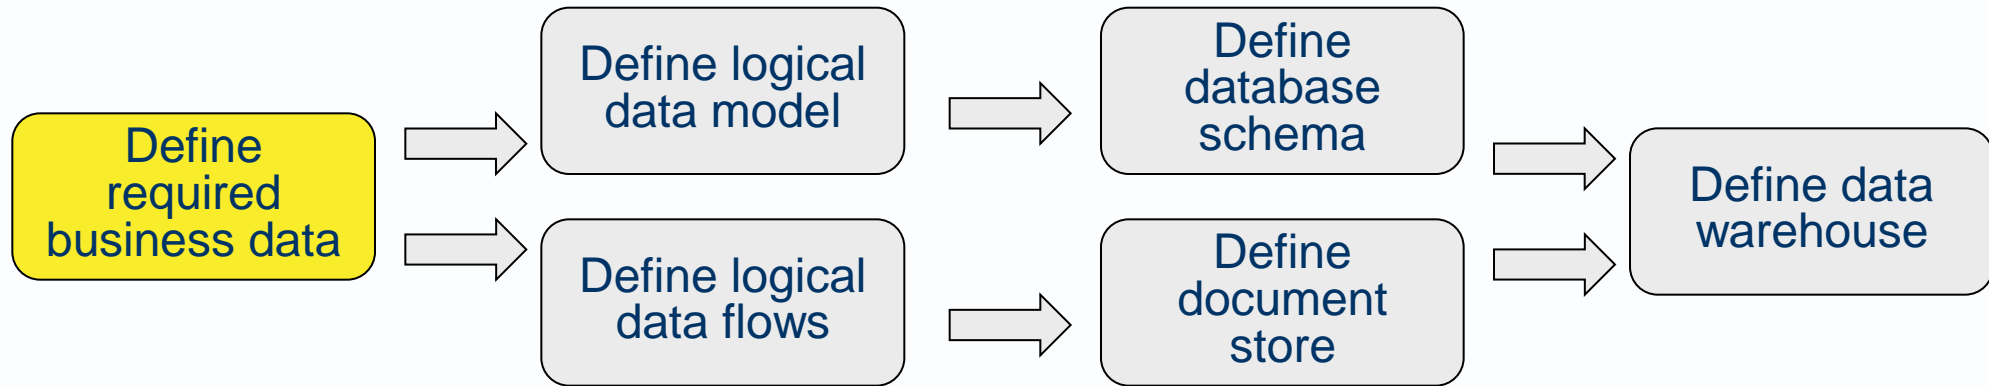 Define
required
business data
Define logical
data model
Define logical
data flows
Define
database
schema
Define
document
store
Define data
warehouse